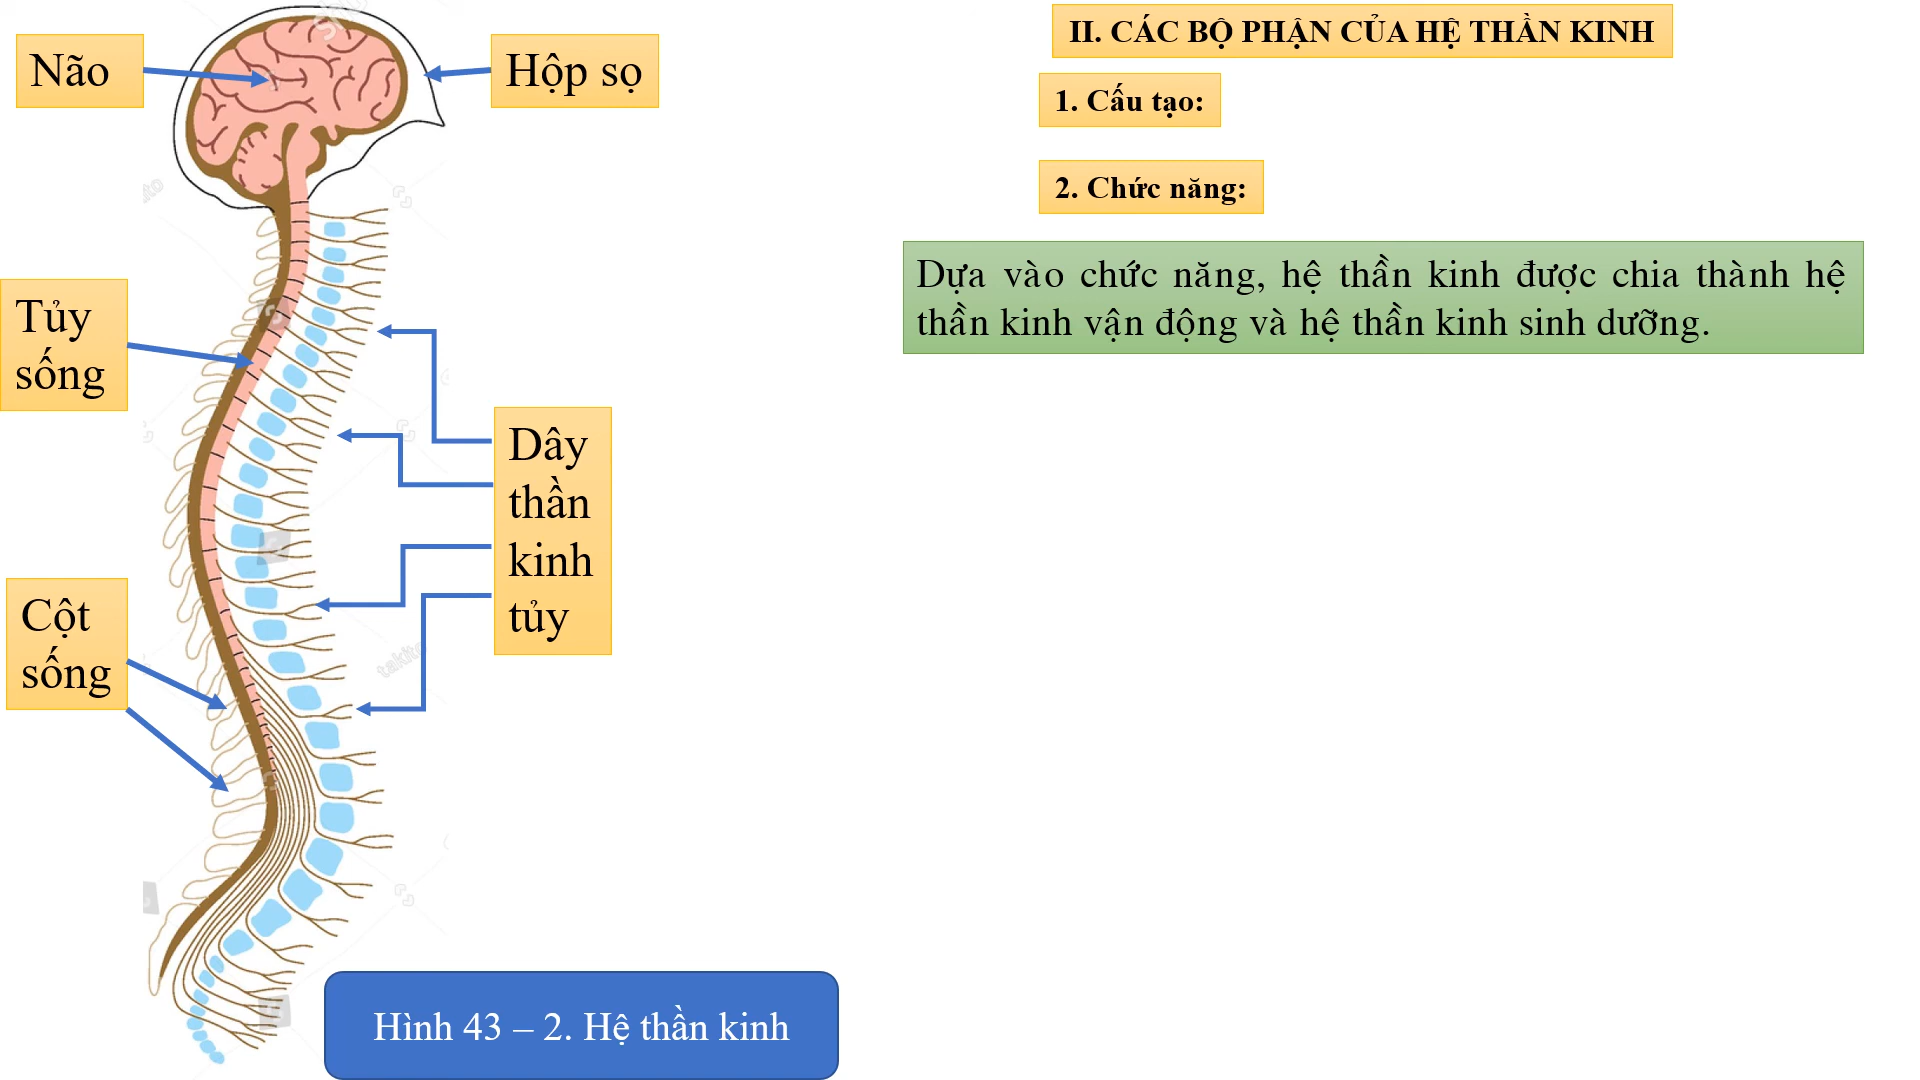 II. CÁC BỘ PHẬN CỦA HỆ THẦN KINH
Não
Hộp sọ
1. Cấu tạo:
2. Chức năng:
Dựa vào chức năng, hệ thần kinh được chia thành hệ
thần kinh vận động và hệ thần kinh sinh dưỡng.
Tủy
sống
Dây
thần
kinh
tủy
Cột
sống
takito
Hình 43 – 2. Hệ thần kinh